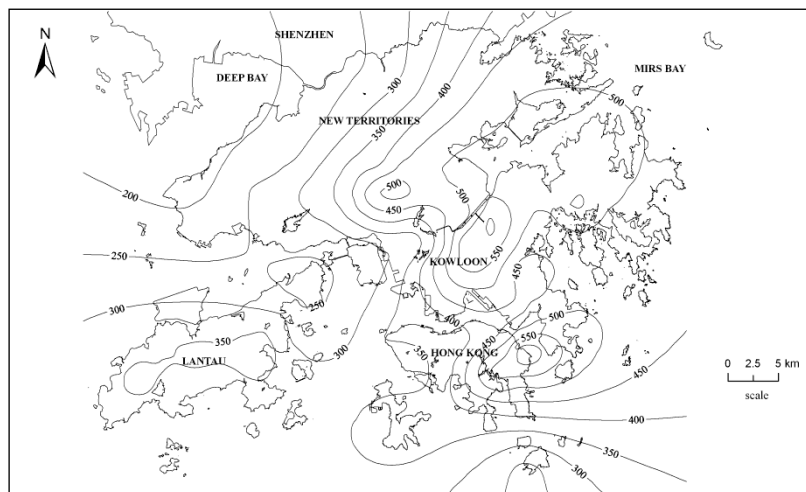 N
SHENZHEN
DEEP BAY
MIRS BAY
300
400
500
NEW TERRITORIES
350
500
200
450
500
250
KOWLOON
550
450
300
250
400
500
350
300
350
HONG KONG
450
550
LANTAU
450
0 2.5 5 km
scale
400
350
300